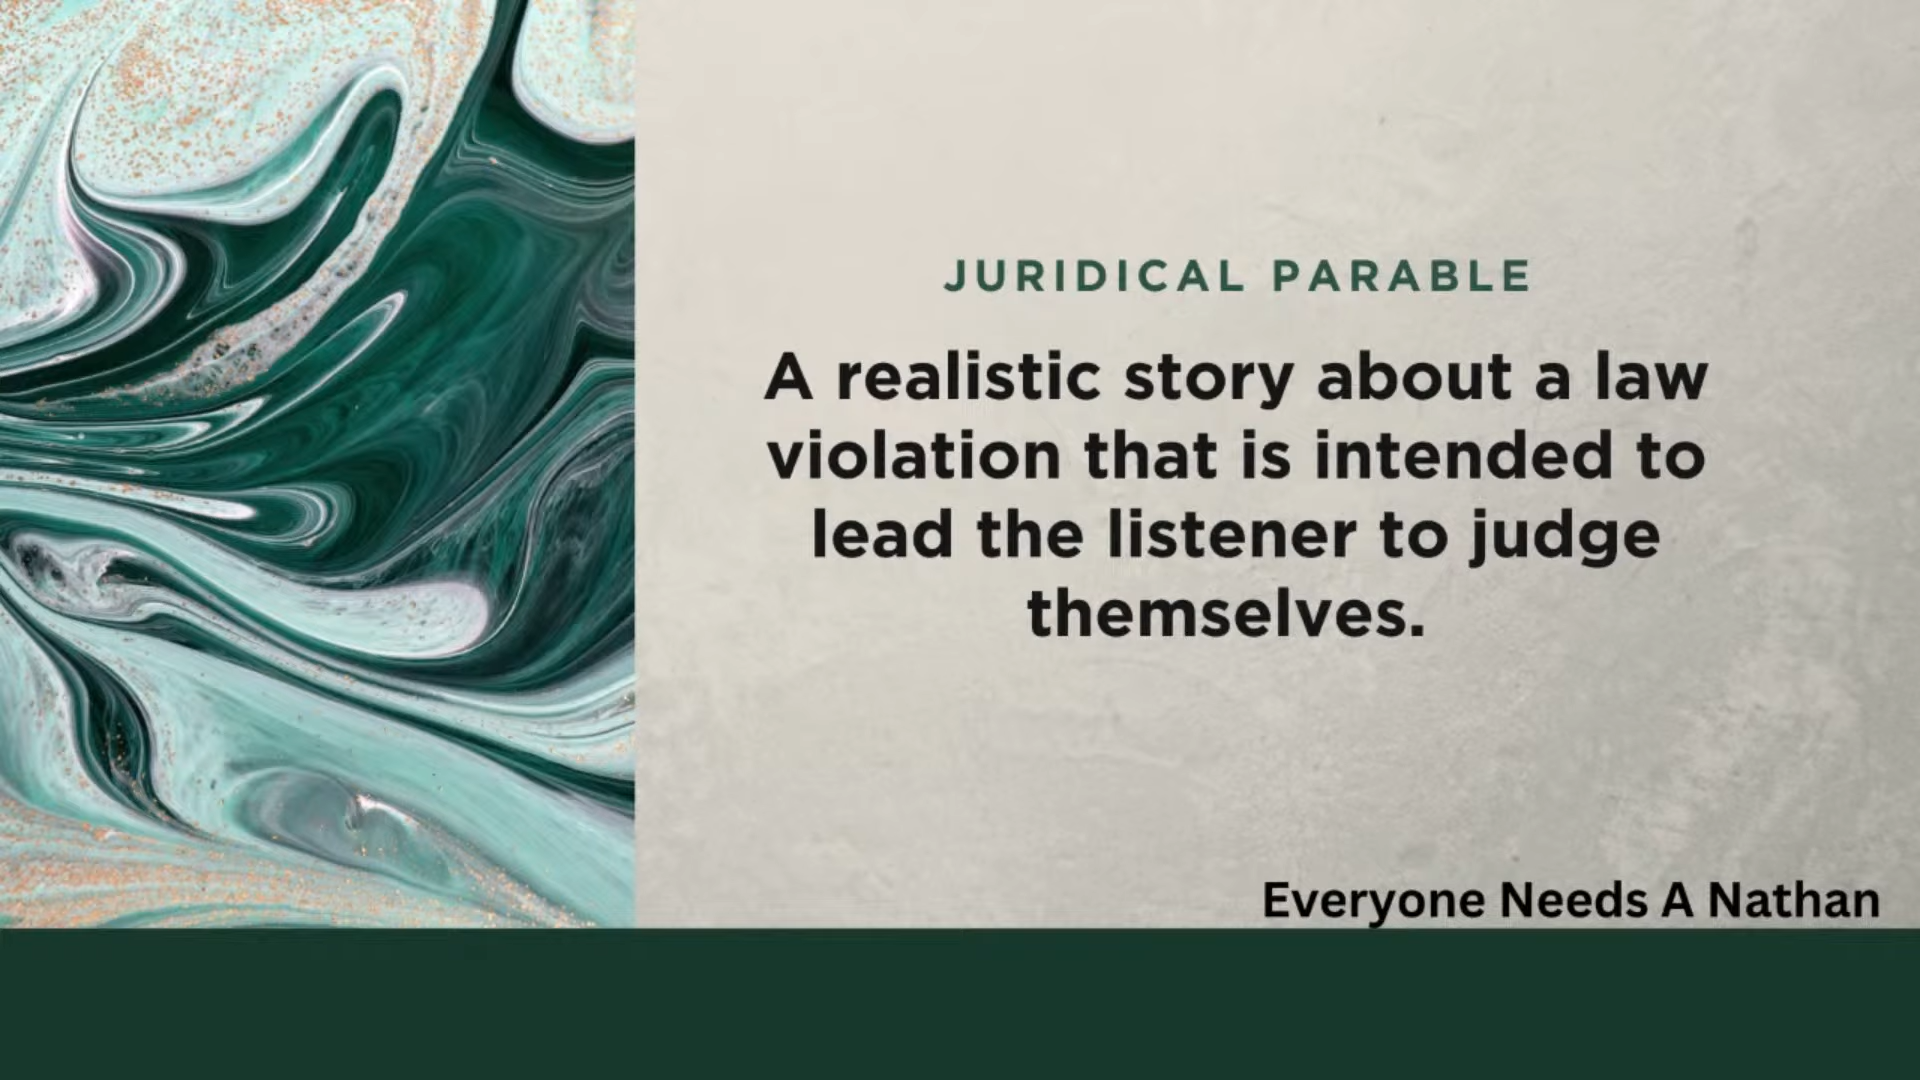 JURIDICAL PARABLE
A realistic story about a law
violation that is intended to
lead the listener to judge
themselves.
Everyone Needs A Nathan